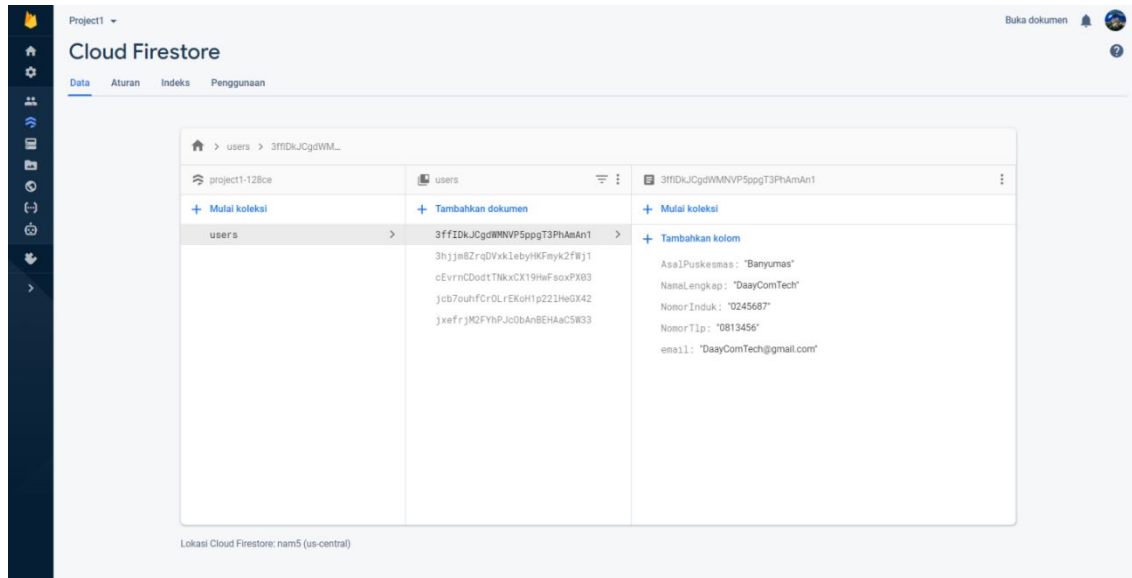 Project1
Buka dokumen
Cloud Firestore
Data Aturan Indeks Penggunaan
users 3ffIDkJCgdWM...
project1-128ce
users
3ffIDkJCgdWMNVP5ppgT3PhAmAn1
+ Mulai koleksi
+ Tambahkan dokumen
+ Mulai koleksi
users
3ffIDkJCgdWMNVP5ppgT3PhAmAn1
3hjjm8ZrqDVxklebyHKFmyk2fWj1
cEvrnCDodtTNkxCX19HwFsoxPX03
jcb7ouhfCrOLrEKoH1p221HeGX42
jxefrjM2FYhPJcObAnBEHAaC5W33
+ Tambahkan kolom
AsalPuskesmas: "Banyumas"
NamaLengkap: "DaayComTech"
NomorInduk: "0245687"
NomorTlp: "0813456"
email: "DaayComTech@gmail.com"
Lokasi Cloud Firestore: nam5 (us-central)